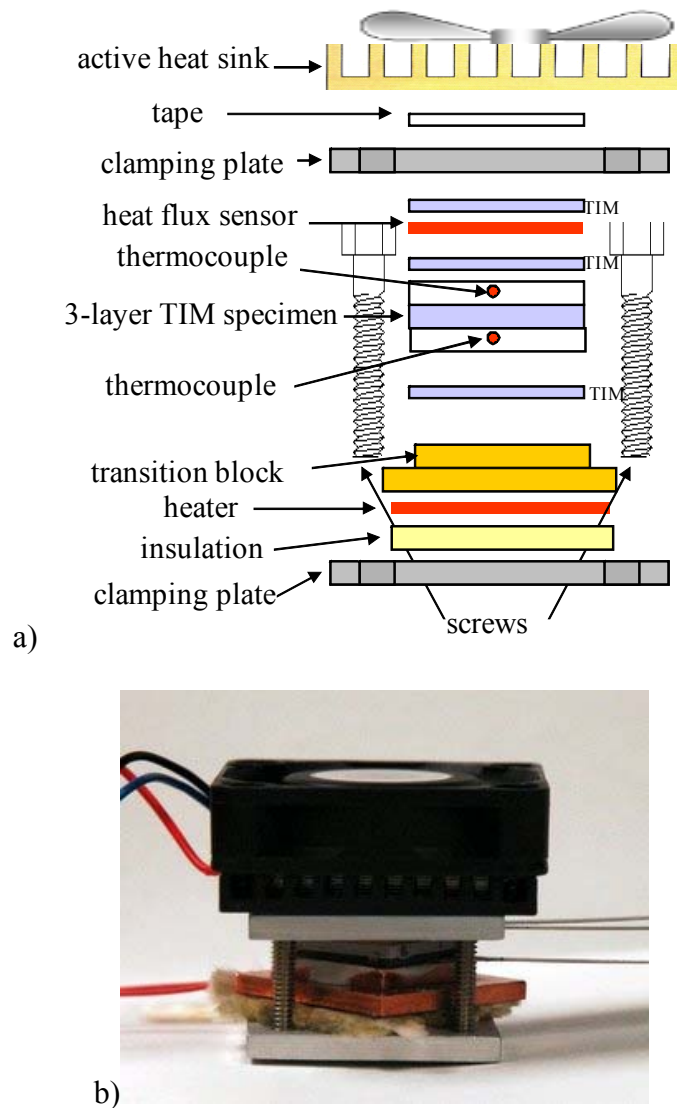 active heat sink
tape
clamping plate
heat flux sensor
TIM
thermocouple
TIM
3-layer TIM specimen
thermocouple
TIM
transition block
heater
insulation
clamping plate
screws
a)
b)